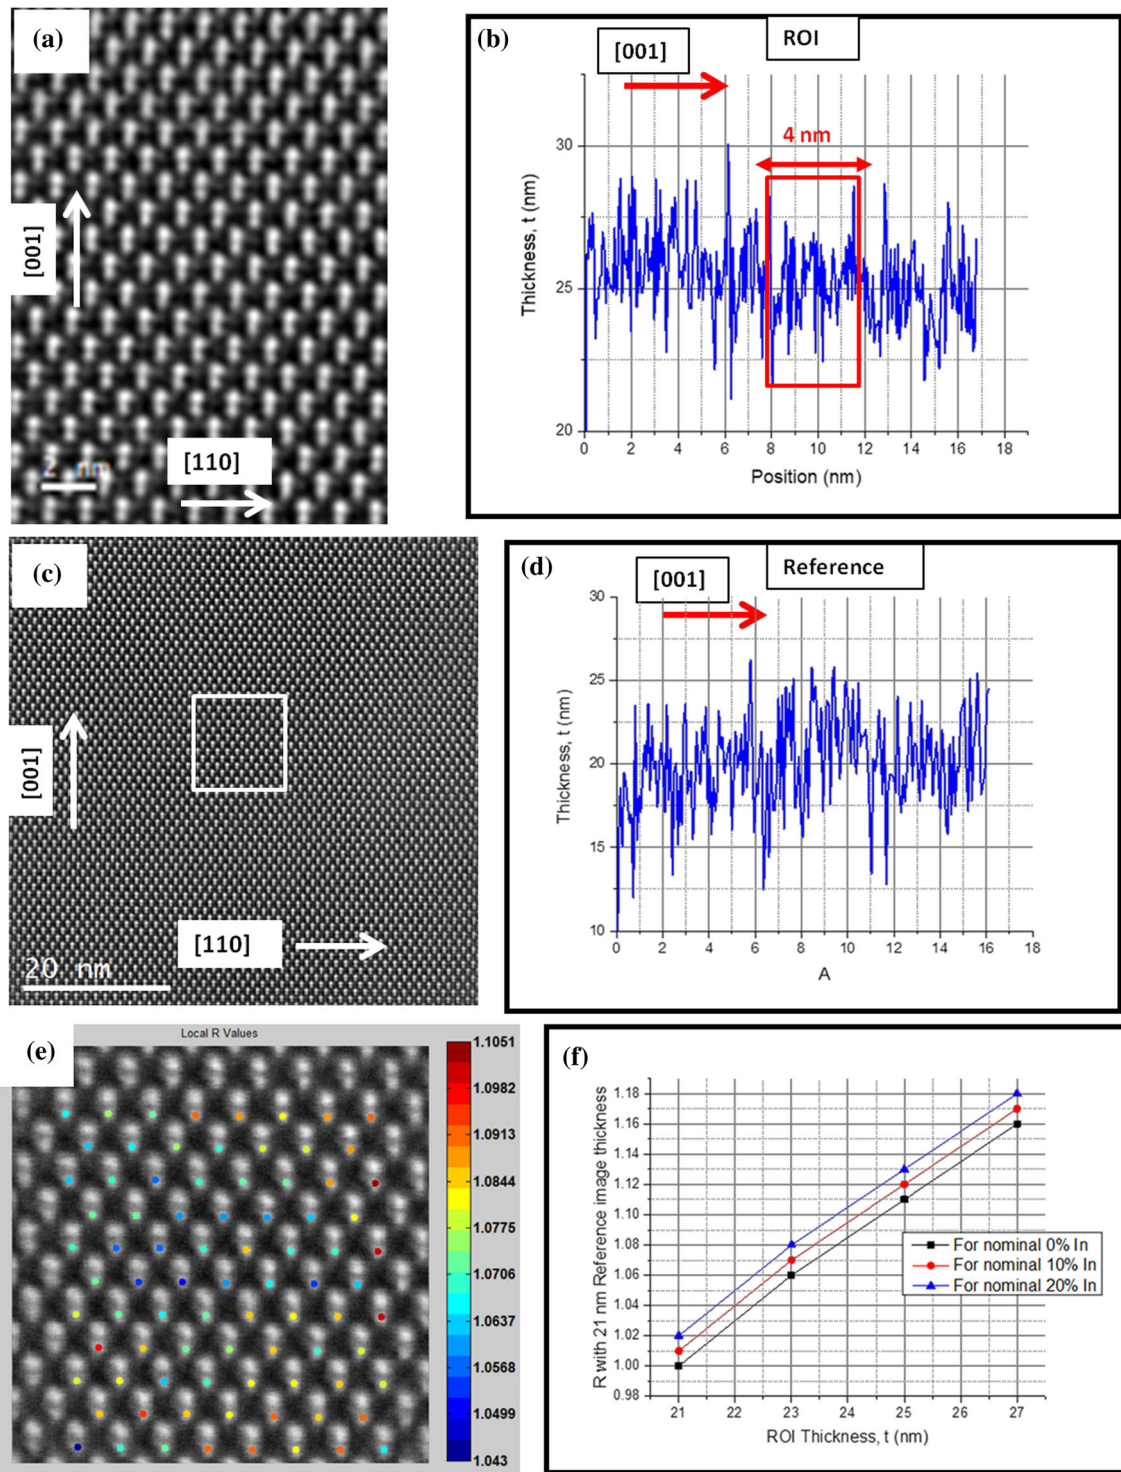 (a)
[001]
2 nm
[110]
(b)
ROI
[001]
4 nm
30
25
20
Thickness, t (nm)
0 2 4 6 8 10 12 14 16 18
Position (nm)
(c)
[001]
[110]
20 nm
(d)
Reference
[001]
30
25
20
15
10
Thickness, t (nm)
0 2 4 6 8 10 12 14 16 18
A
(e)
Local R Values
1.1051
1.0982
1.0913
1.0844
1.0775
1.0706
1.0637
1.0568
1.0499
1.043
(f)
R with 21 nm Reference image thickness
1.18
1.16
1.14
1.12
1.10
1.08
1.06
1.04
1.02
1.00
0.98
For nominal 0% In
For nominal 10% In
For nominal 20% In
21 22 23 24 25 26 27
ROI Thickness, t (nm)